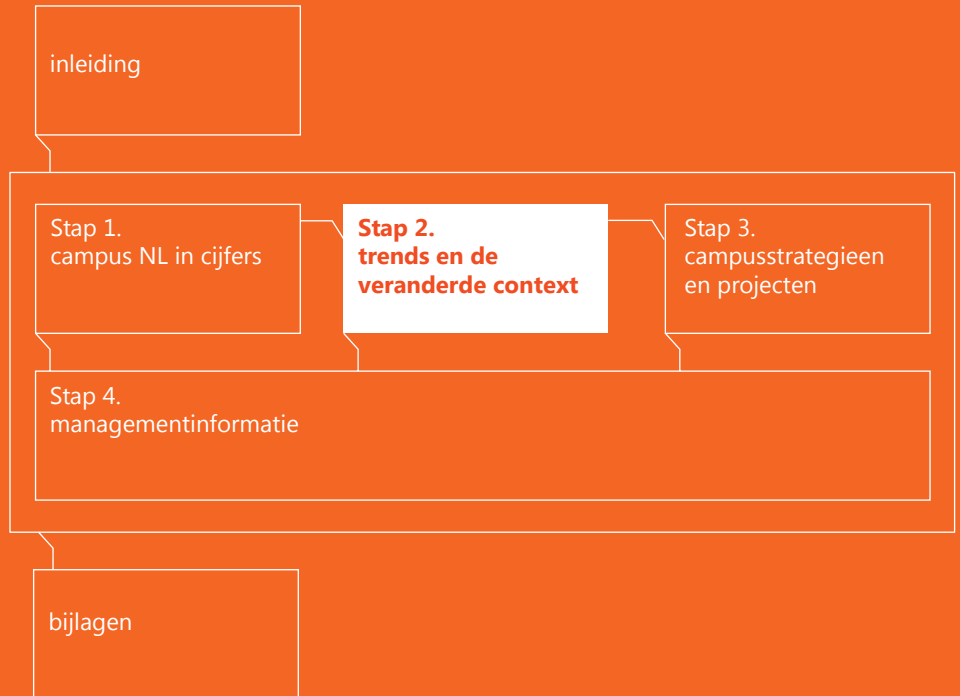 inleiding
Stap 1.
campus NL in cijfers
Stap 2.
trends en de
veranderde context
Stap 3.
campusstrategieen
en projecten
Stap 4.
managementinformatie
bijlagen